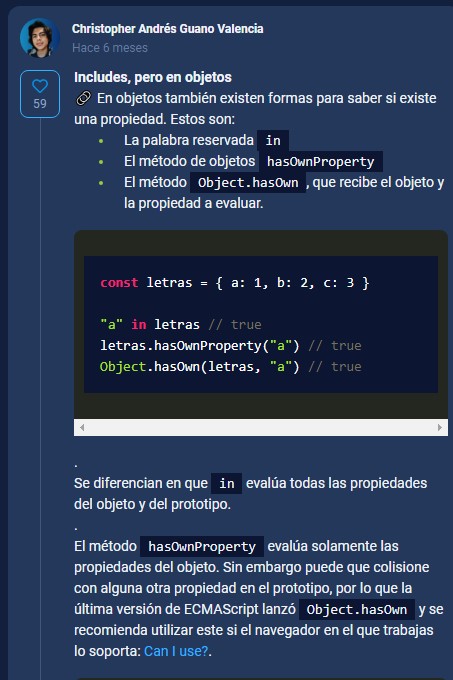 Christopher Andrés Guano Valencia
Hace 6 meses
59
Includes, pero en objetos
En objetos también existen formas para saber si existe
una propiedad. Estos son:
• La palabra reservada in
• El método de objetos hasOwnProperty
• El método Object.hasOwn, que recibe el objeto y
la propiedad a evaluar.
const letras = { a: 1, b: 2, c: 3 }
"a" in letras // true
letras.hasOwnProperty("a") // true
Object.hasOwn(letras, "a") // true
.
Se diferencian en que in evalúa todas las propiedades
del objeto y del prototipo.
.
El método hasOwnProperty evalúa solamente las
propiedades del objeto. Sin embargo puede que colisione
con alguna otra propiedad en el prototipo, por lo que la
última versión de ECMAScript lanzó Object.hasOwn y se
recomienda utilizar este si el navegador en el que trabajas
lo soporta: Can I use?.